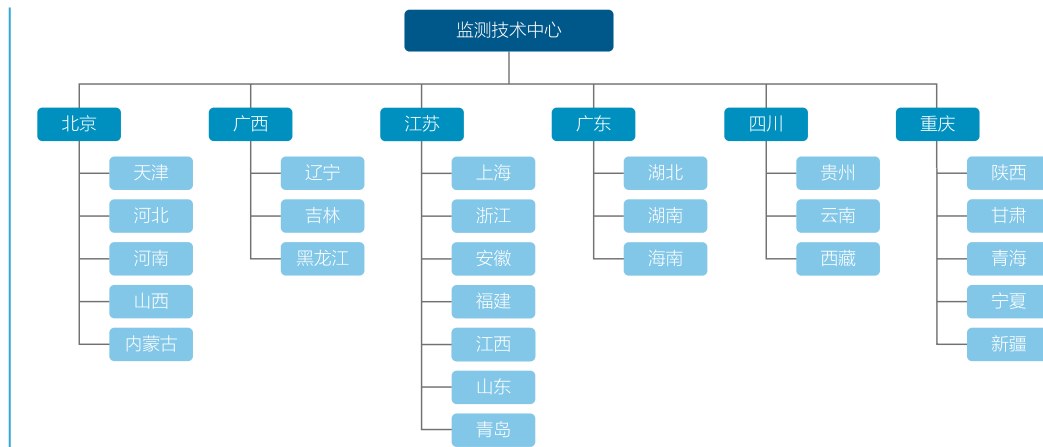 监测技术中心
北京
天津
河北
河南
山西
内蒙古
广西
辽宁
吉林
黑龙江
江苏
上海
浙江
安徽
福建
江西
山东
青岛
广东
湖北
湖南
海南
四川
贵州
云南
西藏
重庆
陕西
甘肃
青海
宁夏
新疆